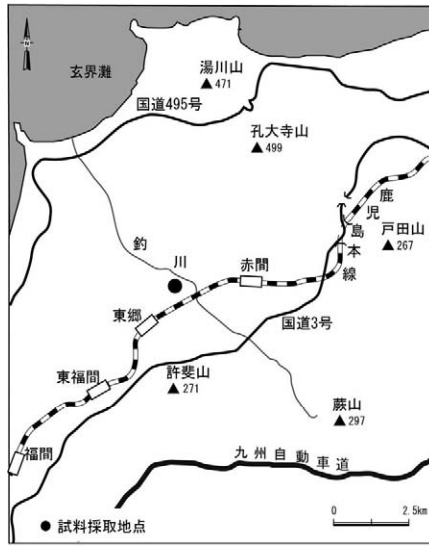 N
玄界灘
湯川山
▲471
国道495号
孔大寺山
▲499
鹿児島本線
戸田山
▲267
釣川
赤間
東郷
国道3号
東福間
許斐山
▲271
福間
蕨山
▲297
九州自動車道
●試料採取地点
0 2.5km